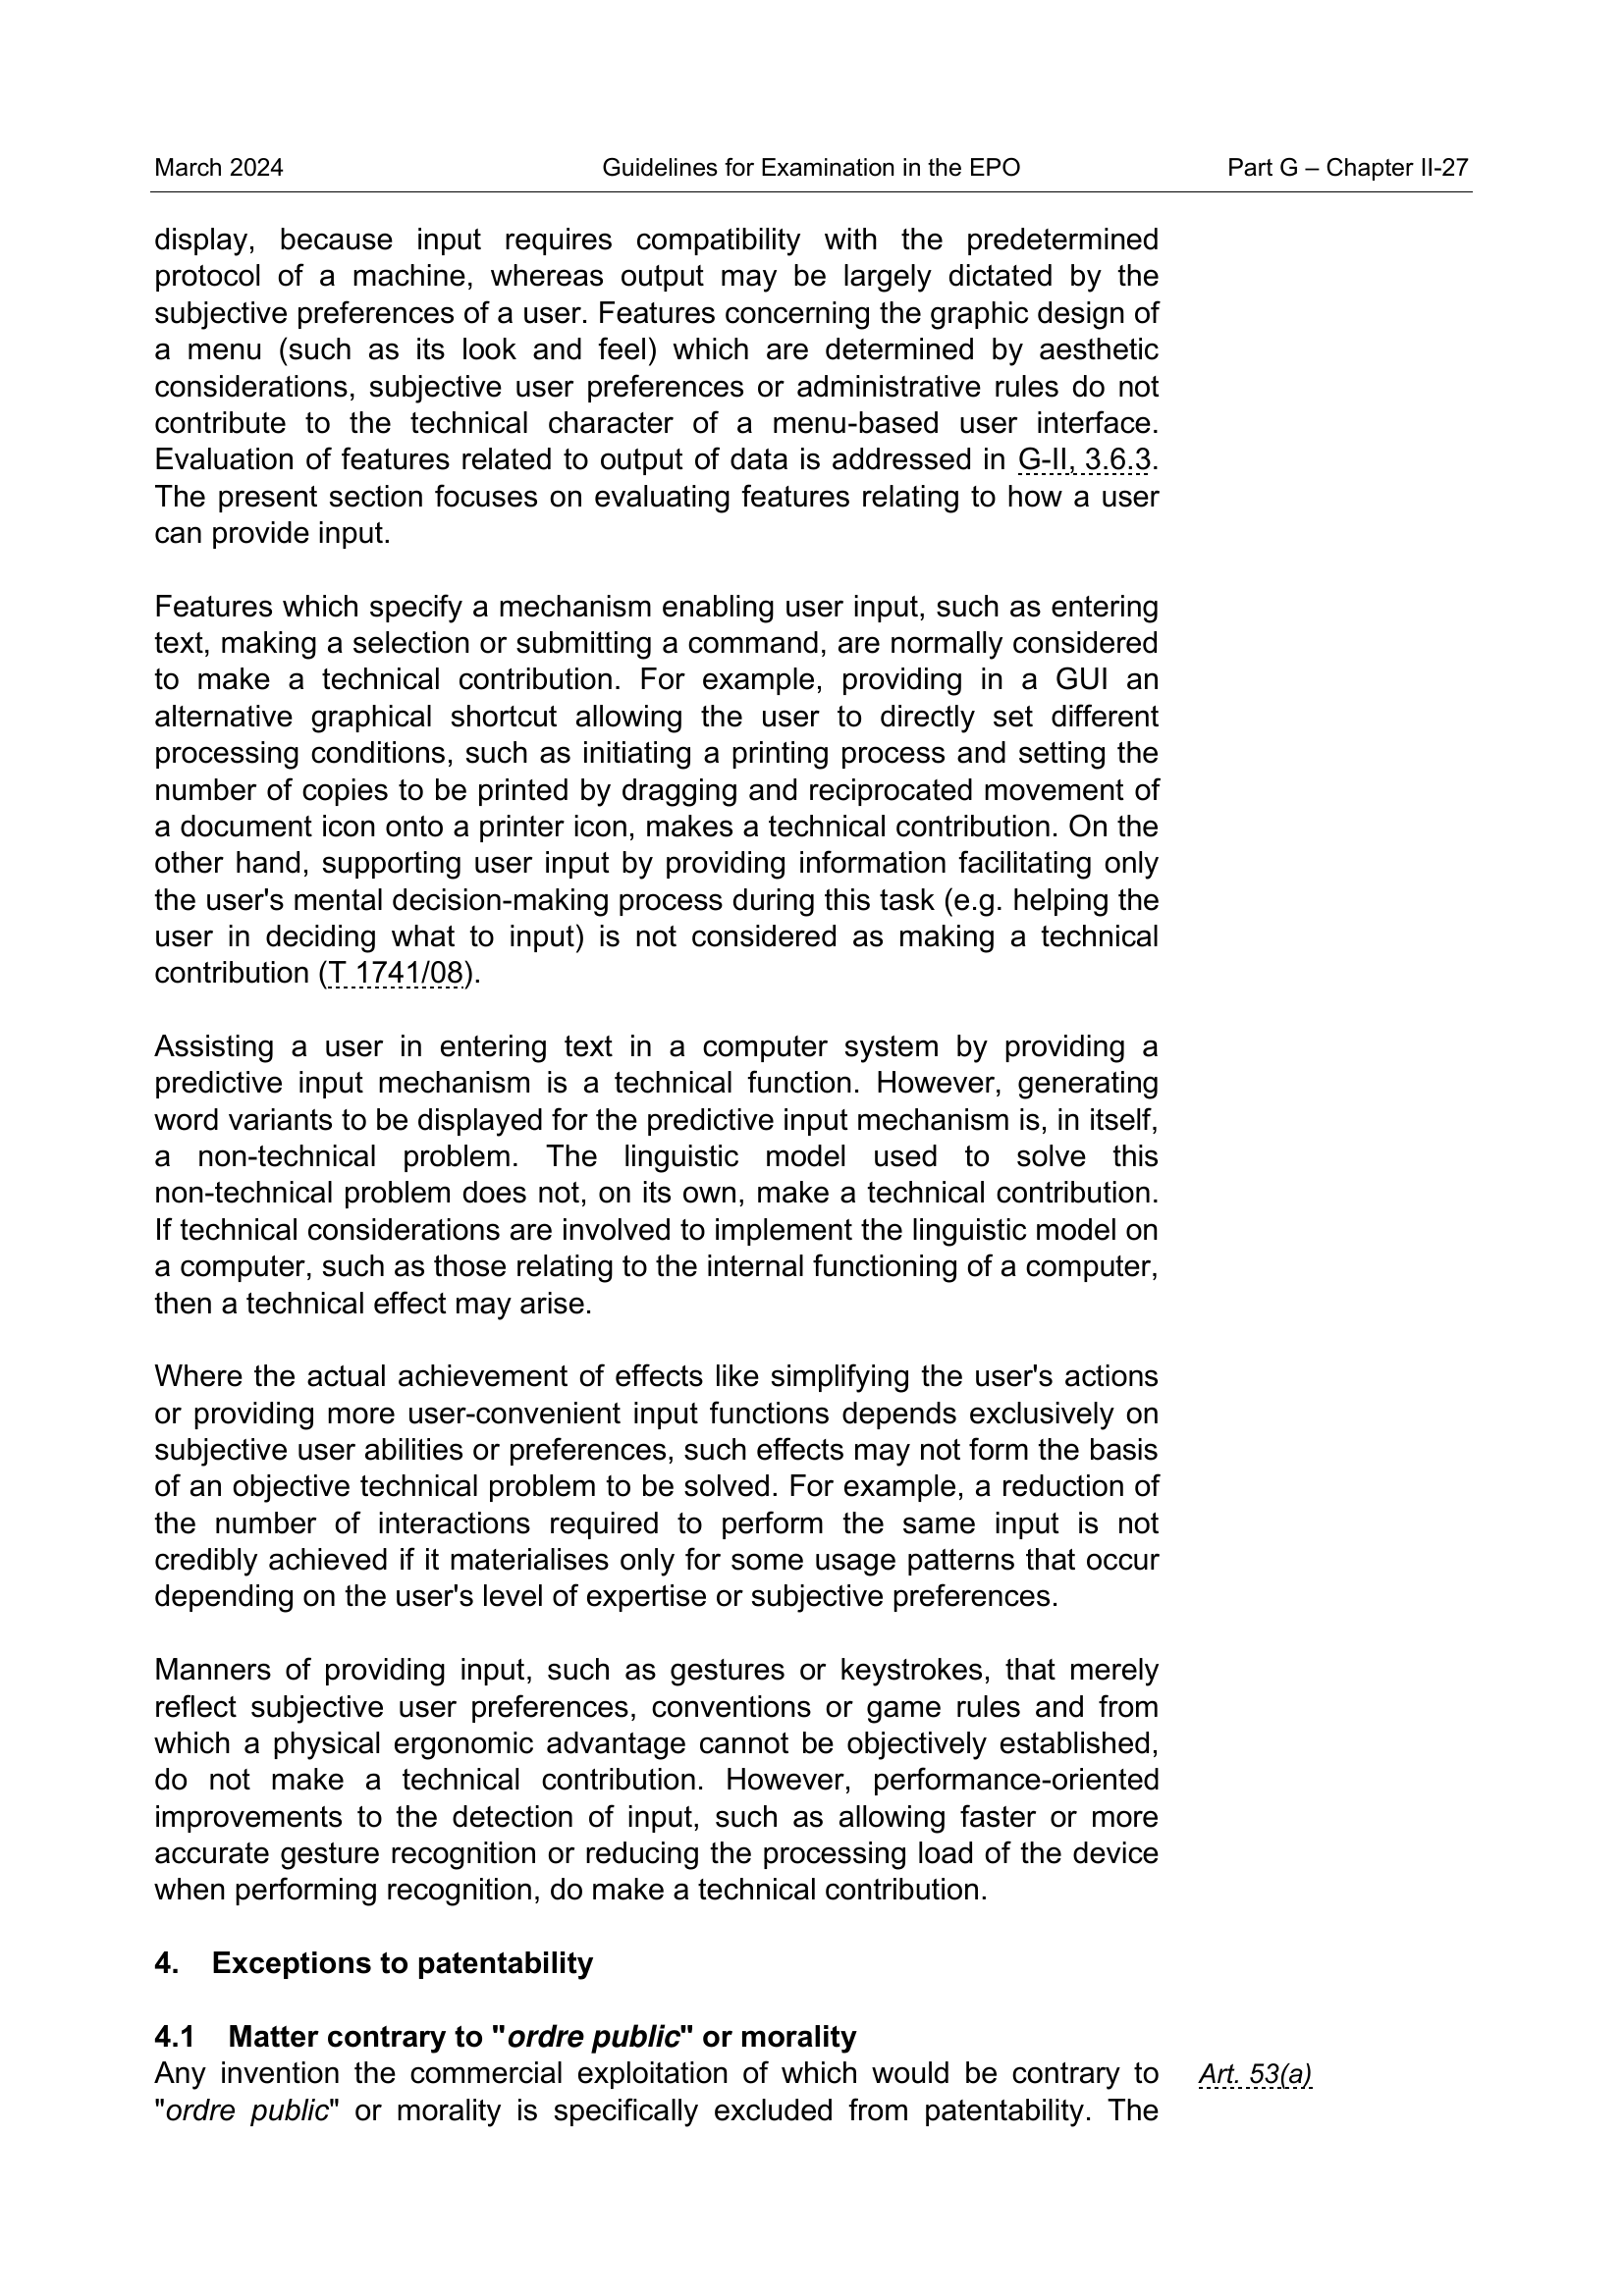 March 2024 Guidelines for Examination in the EPO Part G – Chapter II-27
display, because input requires compatibility with the predetermined
protocol of a machine, whereas output may be largely dictated by the
subjective preferences of a user. Features concerning the graphic design of
a menu (such as its look and feel) which are determined by aesthetic
considerations, subjective user preferences or administrative rules do not
contribute to the technical character of a menu-based user interface.
Evaluation of features related to output of data is addressed in G-II, 3.6.3.
The present section focuses on evaluating features relating to how a user
can provide input.
Features which specify a mechanism enabling user input, such as entering
text, making a selection or submitting a command, are normally considered
to make a technical contribution. For example, providing in a GUI an
alternative graphical shortcut allowing the user to directly set different
processing conditions, such as initiating a printing process and setting the
number of copies to be printed by dragging and reciprocated movement of
a document icon onto a printer icon, makes a technical contribution. On the
other hand, supporting user input by providing information facilitating only
the user's mental decision-making process during this task (e.g. helping the
user in deciding what to input) is not considered as making a technical
contribution (T 1741/08).
Assisting a user in entering text in a computer system by providing a
predictive input mechanism is a technical function. However, generating
word variants to be displayed for the predictive input mechanism is, in itself,
a non-technical problem. The linguistic model used to solve this
non-technical problem does not, on its own, make a technical contribution.
If technical considerations are involved to implement the linguistic model on
a computer, such as those relating to the internal functioning of a computer,
then a technical effect may arise.
Where the actual achievement of effects like simplifying the user's actions
or providing more user-convenient input functions depends exclusively on
subjective user abilities or preferences, such effects may not form the basis
of an objective technical problem to be solved. For example, a reduction of
the number of interactions required to perform the same input is not
credibly achieved if it materialises only for some usage patterns that occur
depending on the user's level of expertise or subjective preferences.
Manners of providing input, such as gestures or keystrokes, that merely
reflect subjective user preferences, conventions or game rules and from
which a physical ergonomic advantage cannot be objectively established,
do not make a technical contribution. However, performance-oriented
improvements to the detection of input, such as allowing faster or more
accurate gesture recognition or reducing the processing load of the device
when performing recognition, do make a technical contribution.
4. Exceptions to patentability
4.1 Matter contrary to "ordre public" or morality
Any invention the commercial exploitation of which would be contrary to Art. 53(a)
"ordre public" or morality is specifically excluded from patentability. The